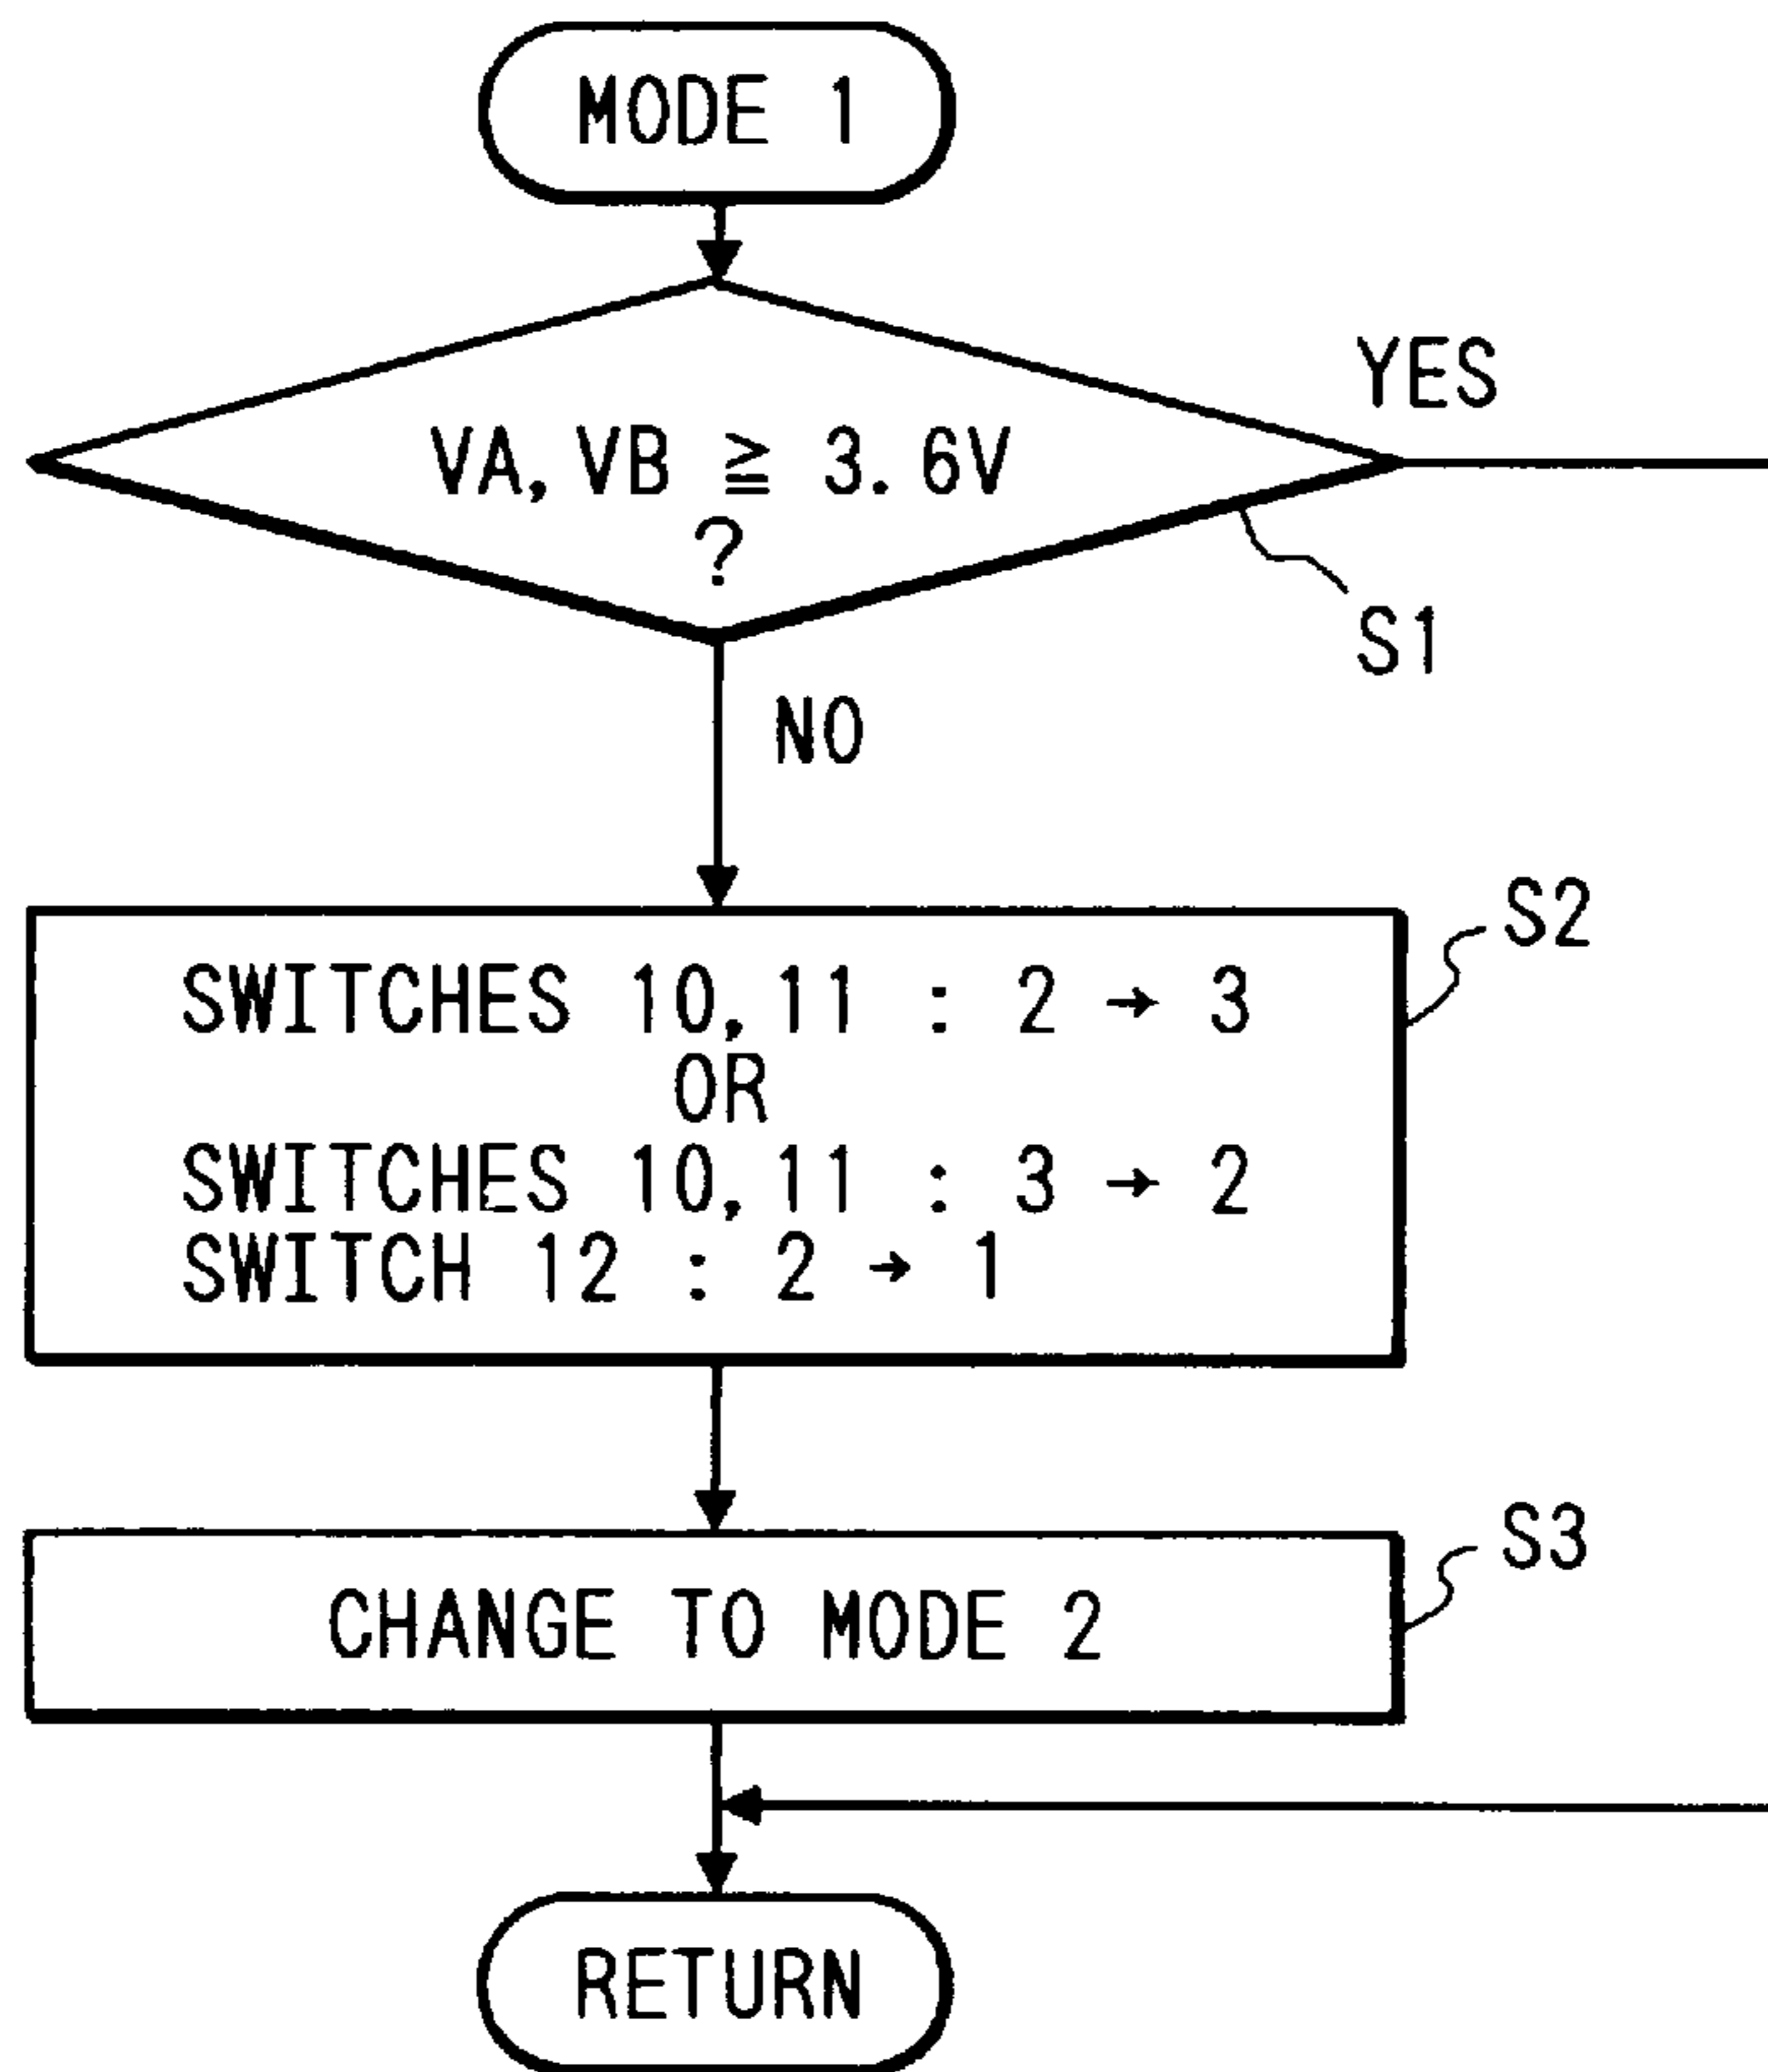 MODE 1
YES
VA, VB ≧ 3.6V
?
S1
NO
S2
SWITCHES 10,11 : 2 → 3
OR
SWITCHES 10,11 : 3 → 2
SWITCH 12 : 2 → 1
S3
CHANGE TO MODE 2
RETURN